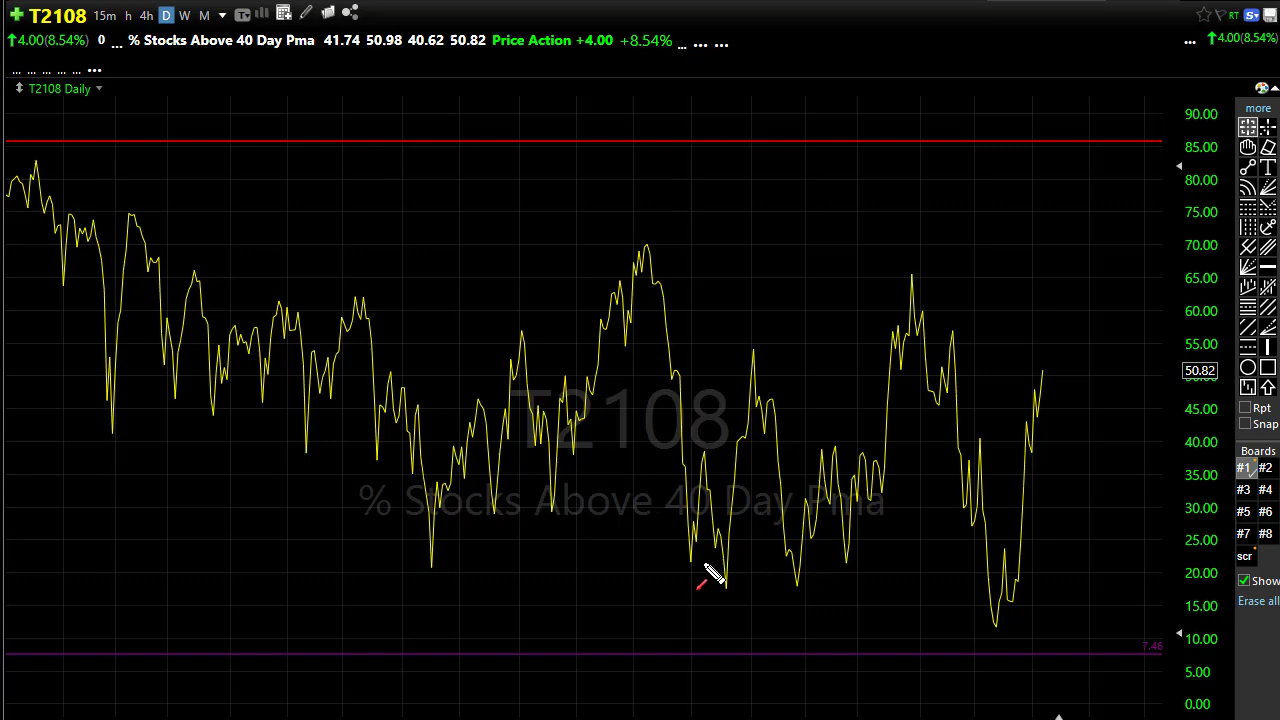 T2108 15m h 4h D W M T RT S
4.00(8.54%) 0 ... % Stocks Above 40 Day Pma 41.74 50.98 40.62 50.82 Price Action +4.00 +8.54% ... ... ... ... 4.00(8.54%)
... ... ... ... ... ...
T2108 Daily
more
90.00
85.00
80.00
75.00
70.00
65.00
60.00
55.00
50.82
50.00
45.00
40.00
35.00
30.00
25.00
20.00
15.00
10.00
5.00
0.00
7.46
T2108
% Stocks Above 40 Day Pma
T
Rpt
Snap
Boards
#1 #2
#3 #4
#5 #6
#7 #8
scr
Show
Erase all